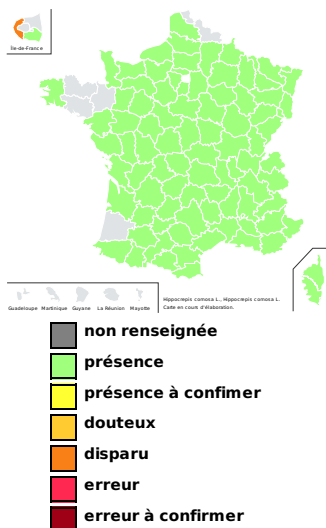 Île-de-France
Guadeloupe Martinique Guyane La Réunion Mayotte
Hippocrepis comosa L., Hippocrepis comosa L.
Carte en cours d'élaboration.
non renseignée
présence
présence à confimer
douteux
disparu
erreur
erreur à confirmer